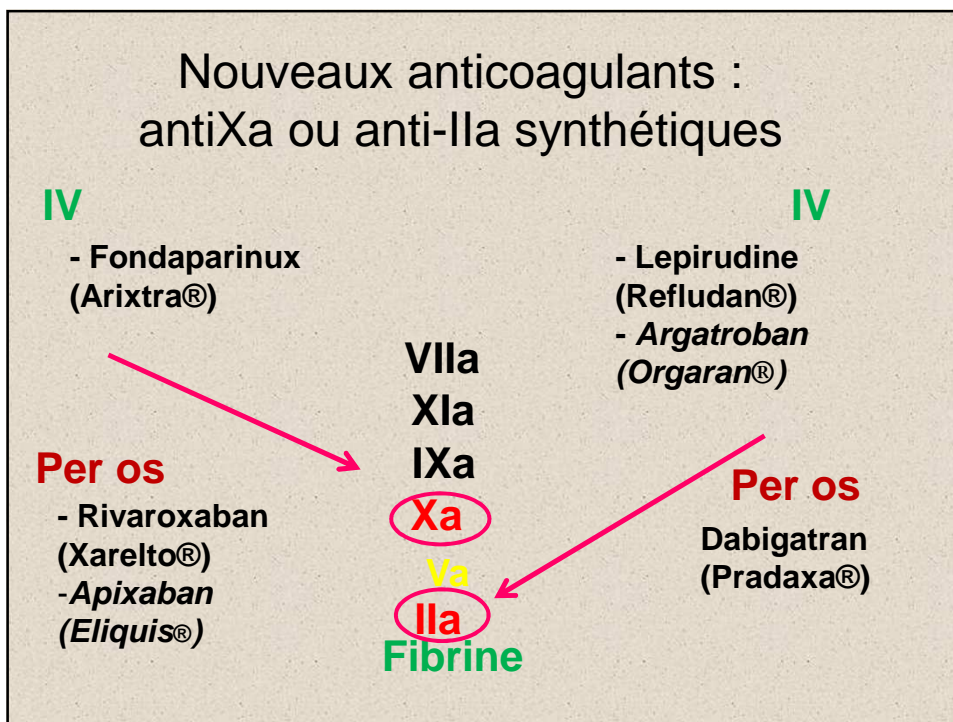 Nouveaux anticoagulants :
antiXa ou anti-IIa synthétiques
IV
- Fondaparinux
(Arixtra®)
Per os
- Rivaroxaban
(Xarelto®)
-Apixaban
(Eliquis®)
VIIa
XIa
IXa
Xa
Va
IIa
Fibrine
IV
- Lepirudine
(Refludan®)
- Argatroban
(Orgaran®)
Per os
Dabigatran
(Pradaxa®)